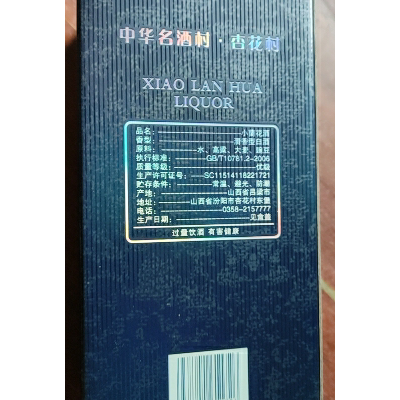 中华名酒村·杏花村
XIAO LAN HUA
LIQUOR
品名:小蘭花酒
香型:清香型白酒
原料:水、高粱、大麦、豌豆
执行标准:GB/T10781.2-2006
质量等级:优级
生产许可证号:SC11514118221721
贮存条件:常温、避光、防潮
产地:山西省吕梁市
地址:山西省汾阳市杏花村东堡
电话:0358-2157777
生产日期:见盒盖
过量饮酒 有害健康